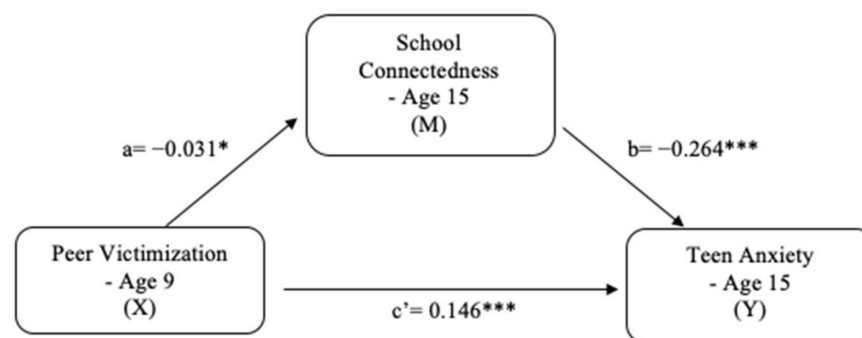 School
Connectedness
- Age 15
(M)
a= −0.031*
b= −0.264***
Peer Victimization
- Age 9
(X)
c’= 0.146***
Teen Anxiety
- Age 15
(Y)